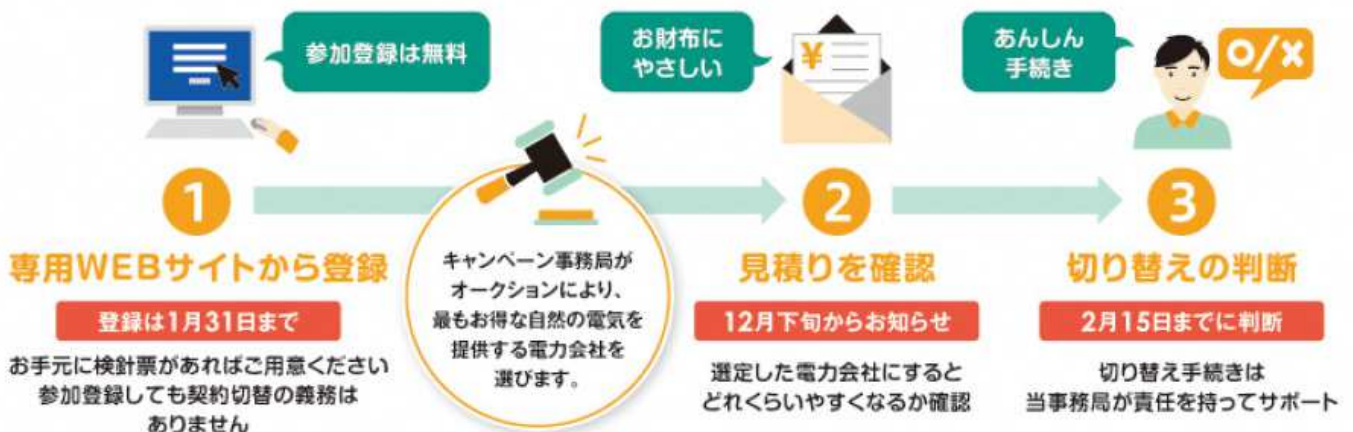 参加登録は無料
お財布に
やさしい
¥
あんしん
手続き
O/X
1
専用WEBサイトから登録
登録は1月31日まで
お手元に検針票があればご用意ください
参加登録しても契約切替の義務は
ありません
キャンペーン事務局が
オークションにより、
最もお得な自然の電気を
提供する電力会社を
選びます。
2
見積りを確認
12月下旬からお知らせ
選定した電力会社にすると
どれくらいやすくなるか確認
3
切り替えの判断
2月15日までに判断
切り替え手続きは
当事務局が責任を持ってサポート